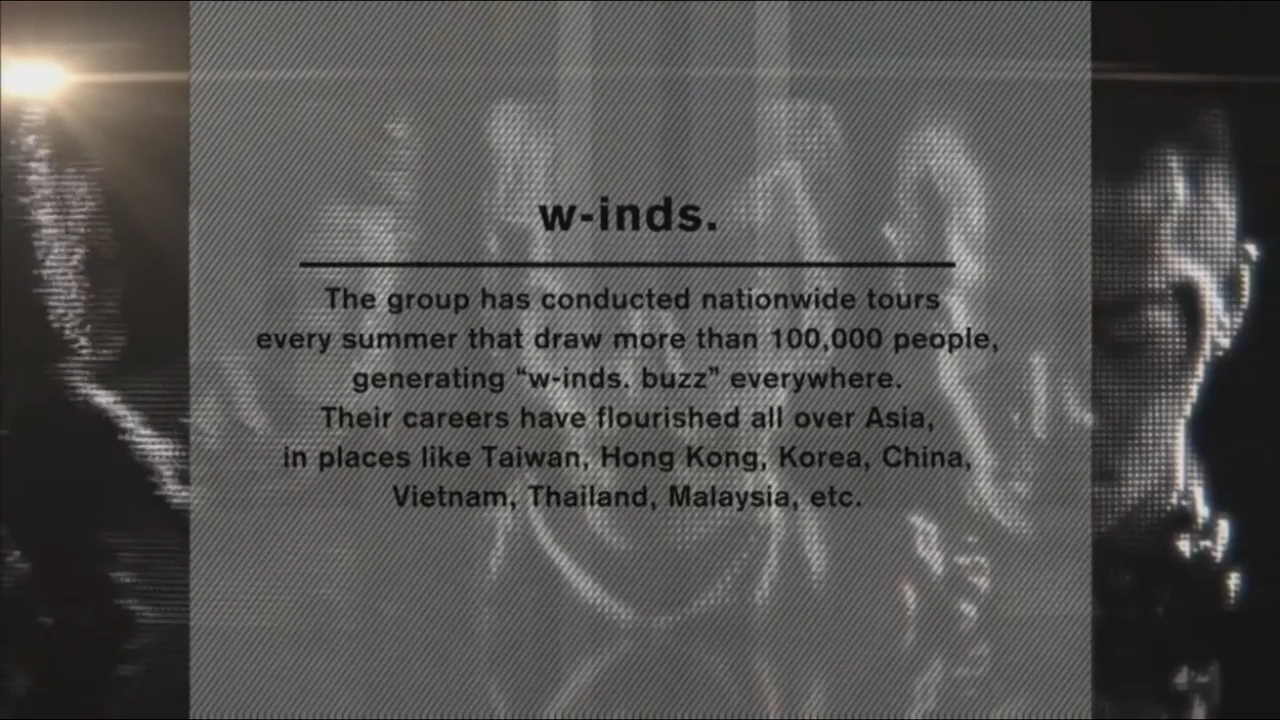 w-inds.
The group has conducted nationwide tours
every summer that draw more than 100,000 people,
generating “w-inds. buzz” everywhere.
Their careers have flourished all over Asia,
in places like Taiwan, Hong Kong, Korea, China,
Vietnam, Thailand, Malaysia, etc.